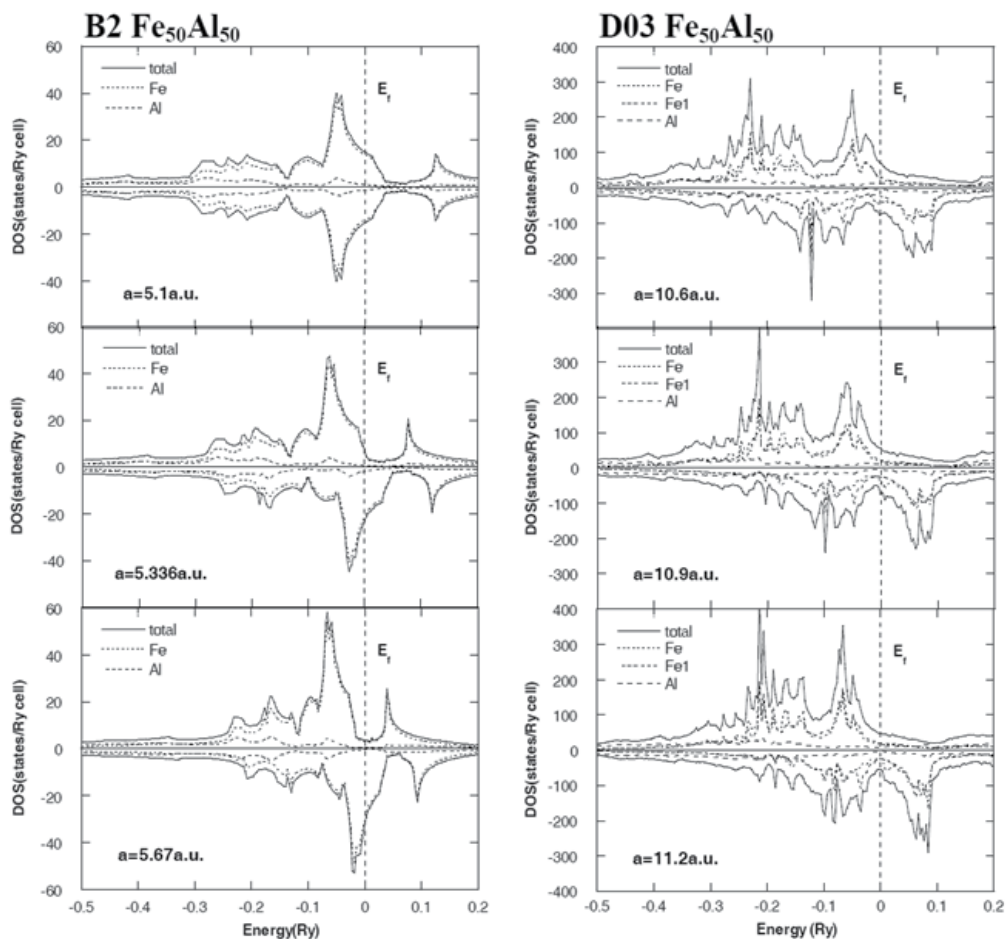 B2 Fe₅₀Al₅₀
60
40
20
0
-20
-40
DOS(states/Ry cell)
total
Fe
Al
E_f
a=5.1a.u.
60
40
20
0
-20
-40
DOS(states/Ry cell)
total
Fe
Al
E_f
a=5.336a.u.
60
40
20
0
-20
-40
-60
DOS(states/Ry cell)
total
Fe
Al
E_f
a=5.67a.u.
-0.5 -0.4 -0.3 -0.2 -0.1 0 0.1 0.2
Energy(Ry)
D03 Fe₅₀Al₅₀
400
300
200
100
0
-100
-200
-300
DOS(states/Ry cell)
total
Fe
Fe1
Al
E_f
a=10.6a.u.
300
200
100
0
-100
-200
-300
DOS(states/Ry cell)
total
Fe
Fe1
Al
E_f
a=10.9a.u.
400
300
200
100
0
-100
-200
-300
-400
DOS(states/Ry cell)
total
Fe
Fe1
Al
E_f
a=11.2a.u.
-0.5 -0.4 -0.3 -0.2 -0.1 0 0.1 0.2
Energy (Ry)